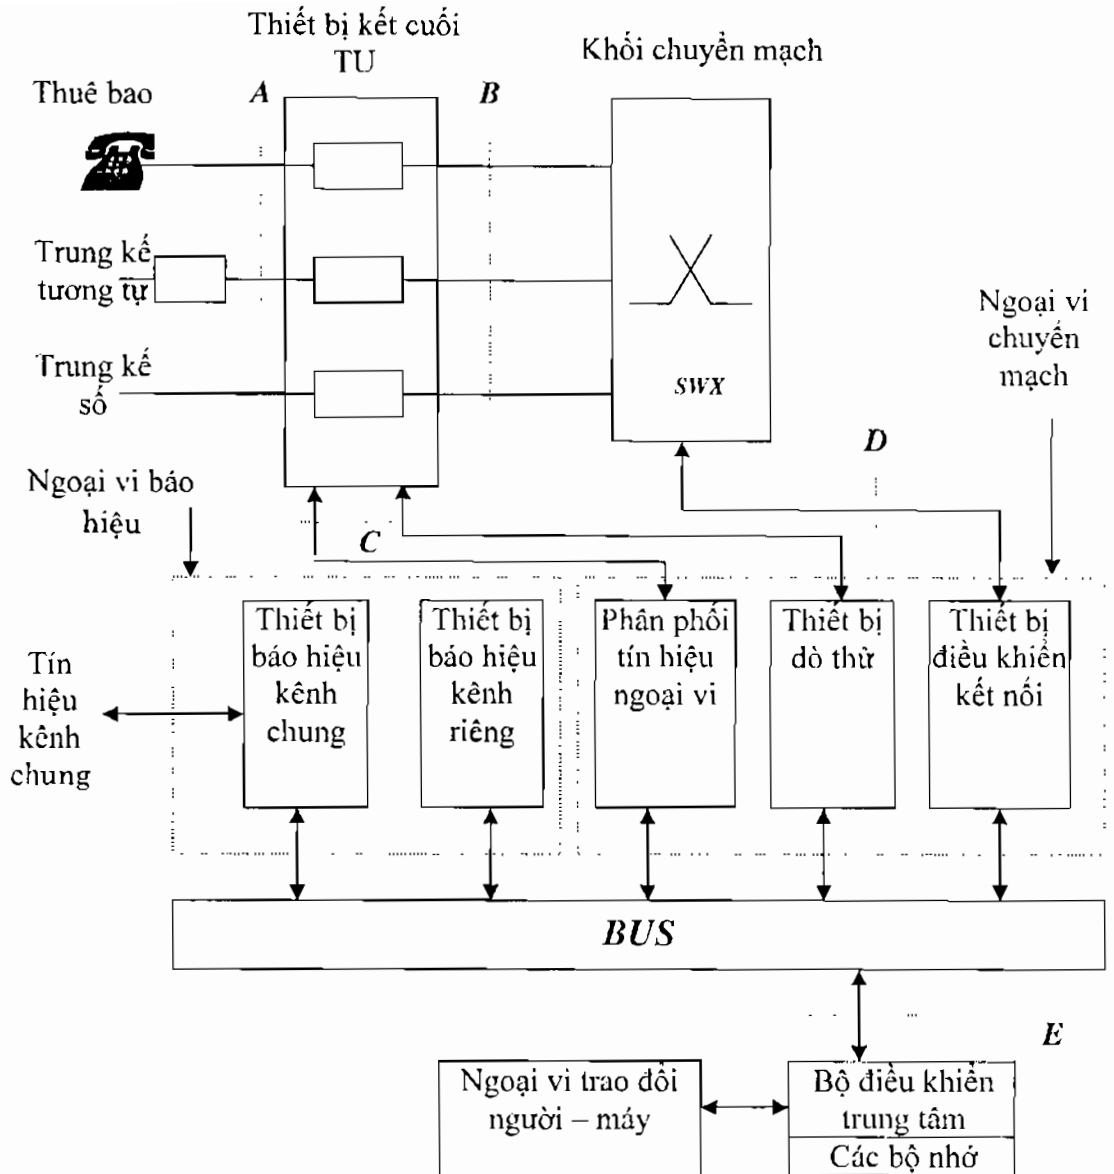 Thiết bị kết cuối
TU
Khối chuyển mạch
Thuê bao
A
B
Trung kế
tương tự
Trung kế
số
SWX
Ngoại vi
chuyển
mạch
D
Ngoại vi báo
hiệu
C
Thiết bị
báo hiệu
kênh
chung
Thiết bị
báo hiệu
kênh
riêng
Phân phối
tín hiệu
ngoại vi
Thiết bị
dò thử
Thiết bị
điều khiển
kết nối
Tín
hiệu
kênh
chung
BUS
E
Ngoại vi trao đổi
người – máy
Bộ điều khiển
trung tâm
Các bộ nhớ